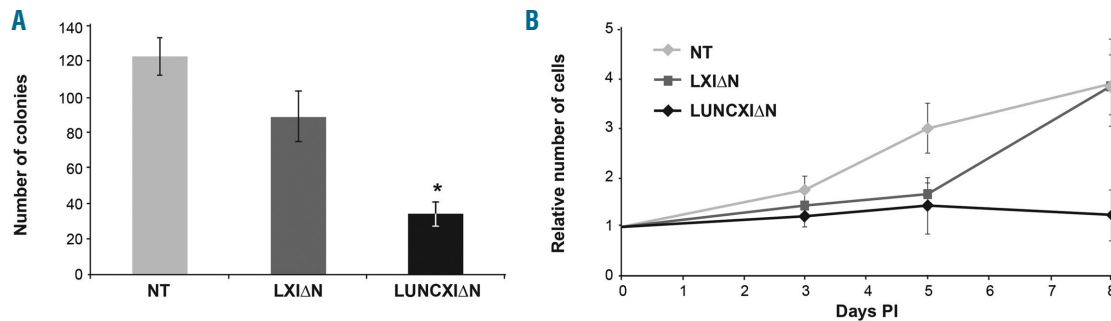 A
140
120
100
80
60
40
20
0
Number of colonies
*
NT
LXIΔN
LUNCXIΔN
B
5
4
3
2
1
0
Relative number of cells
NT
LXIΔN
LUNCXIΔN
0 1 2 3 4 5 6 7 8
Days PI